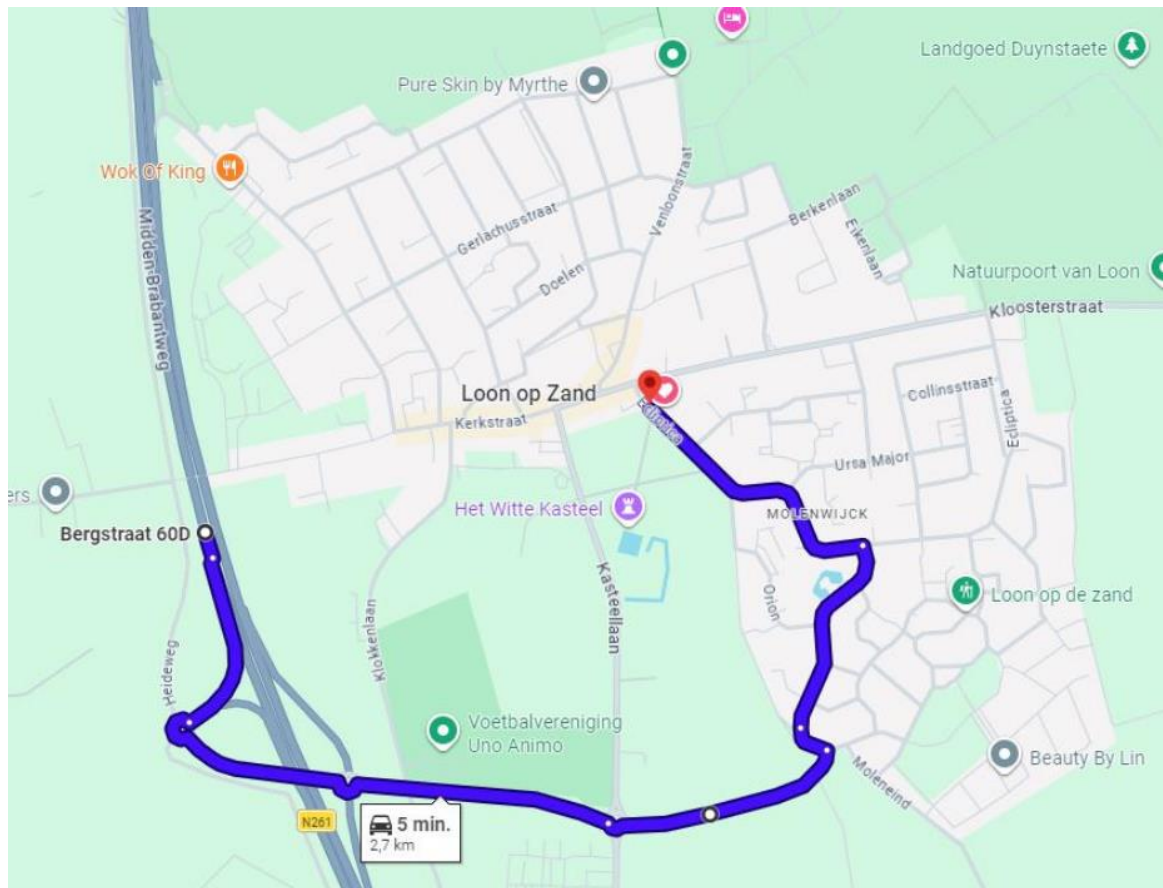 Landgoed Duynstaete
Pure Skin by Myrthe
Wok Of King
Venloonstraat
Berkenlaan
Gerlachusstraat
Eikenlaan
Doelen
Midden-Brabantweg
Natuurpoort van Loon
Kloosterstraat
Loon op Zand
Collinsstraat
Kerkstraat
Ecliptica
Ursa Major
ers
Het Witte Kasteel
MOLENWIJCK
Bergstraat 60D
Kasteellaan
Orion
Loon op de zand
Klokkenlaan
Heideweg
Voetbalvereniging
Uno Animo
Beauty By Lin
Moleneind
N261
5 min.
2,7 km